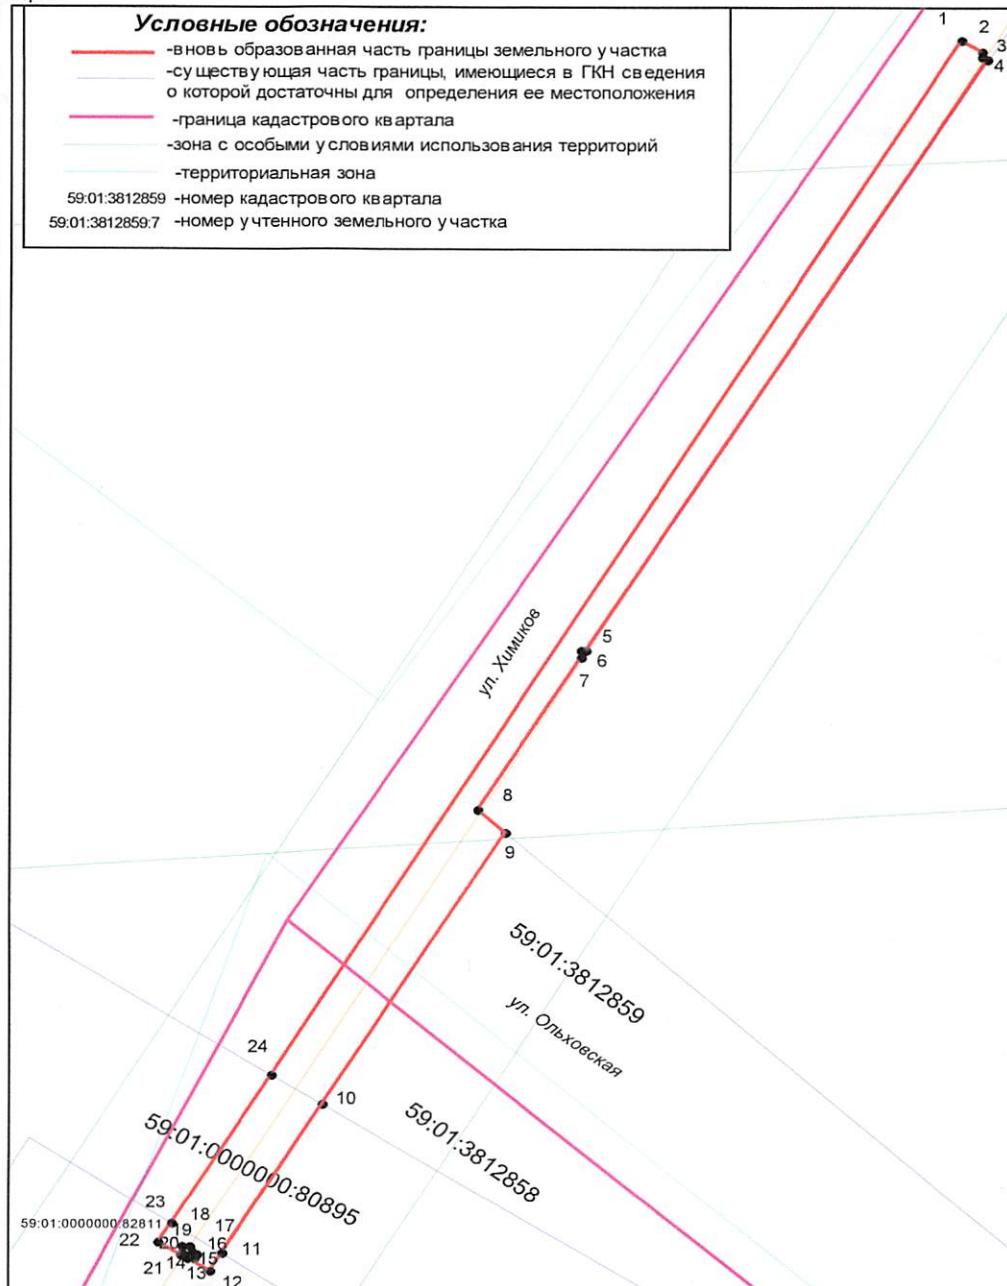 Условные обозначения:
-вновь образованная часть границы земельного участка
-существующая часть границы, имеющиеся в ГКН сведения
о которой достаточны для определения ее местоположения
-граница кадастрового квартала
-зона с особыми условиями использования территорий
-территориальная зона
59:01:3812859 -номер кадастрового квартала
59:01:3812859:7 -номер учтенного земельного участка
1
2
3
4
ул. Химиков
5
6
7
8
9
59:01:3812859
ул. Ольховская
24
10
59:01:3812858
59:01:0000000:80895
23
18
59:01:0000000:82811
19
17
22
20
16
11
21
14
15
13
12